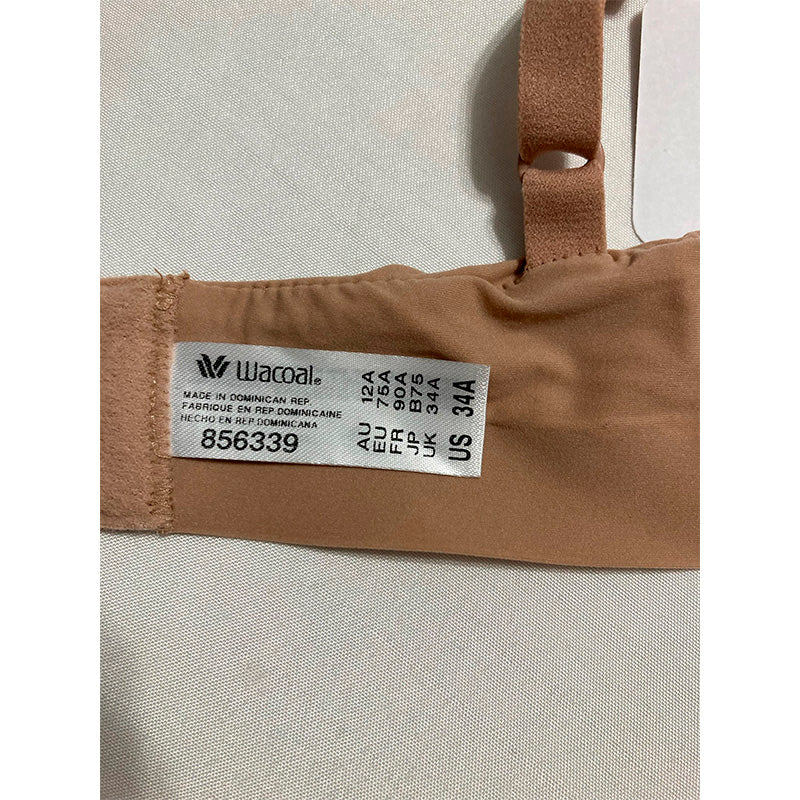 Wacoal®
MADE IN DOMINICAN REP.
FABRIQUE EN REP. DOMINICAINE
HECHO EN REP. DOMINICANA
856339
AU 12A
EU 75A
FR 90A
JP B75
UK 34A
US 34A